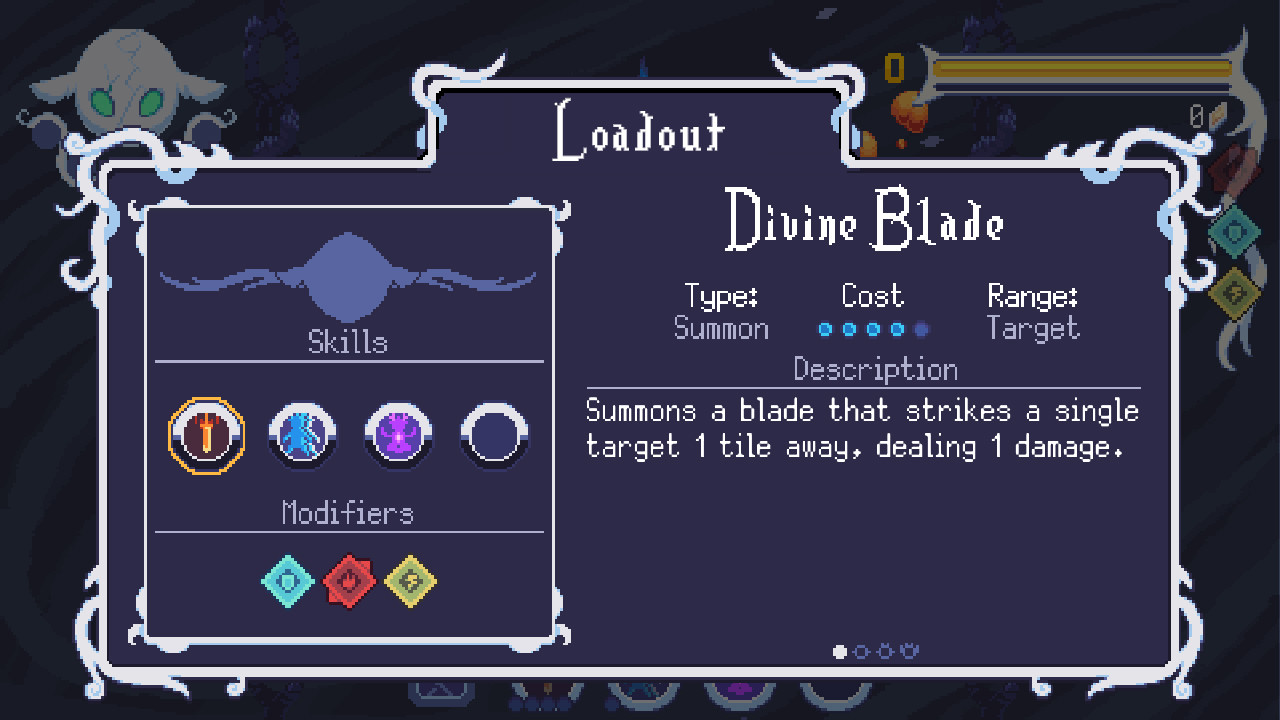 0
0
Loadout
Divine Blade
Type:
Cost
Range:
Summon
Target
Description
Summons a blade that strikes a single
target 1 tile away, dealing 1 damage.
Skills
Modifiers